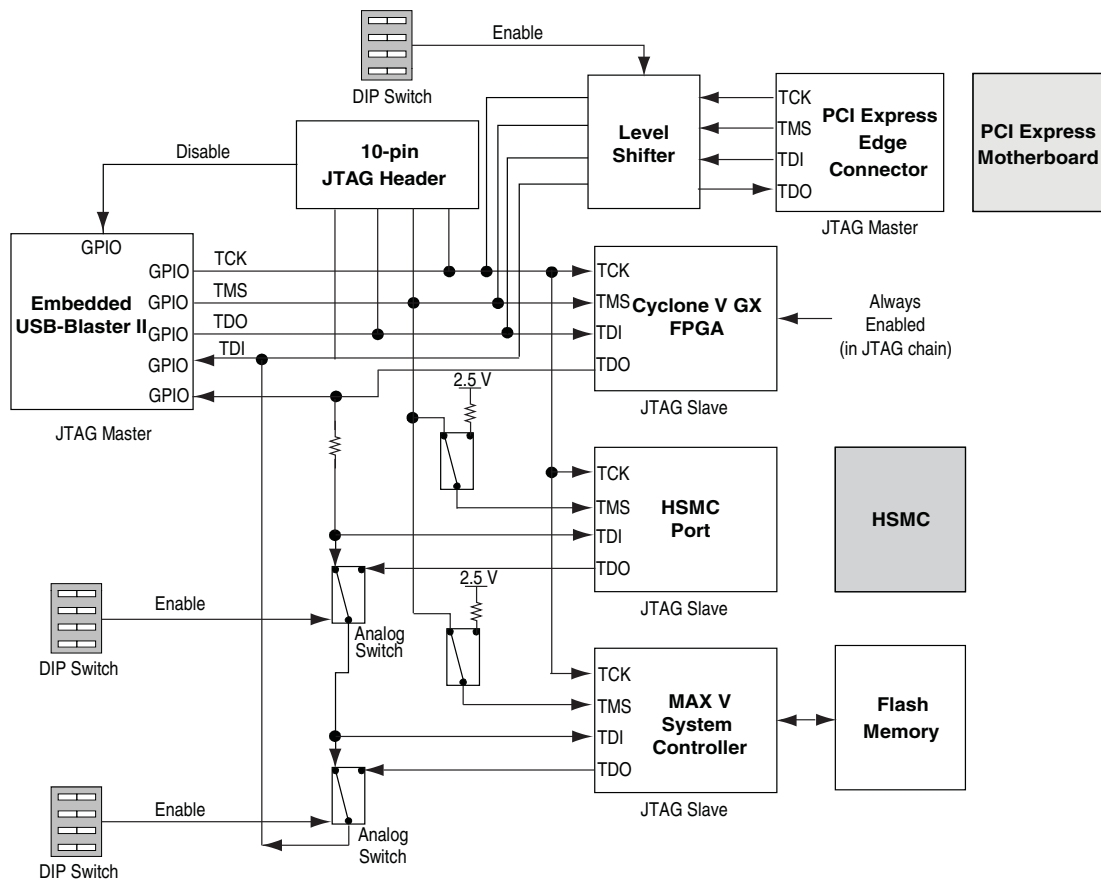 Enable
DIP Switch
10-pin
JTAG Header
Level
Shifter
TCK
TMS
TDI
TDO
PCI Express
Edge
Connector
JTAG Master
PCI Express
Motherboard
Disable
GPIO
Embedded
USB-Blaster II
GPIO
GPIO
GPIO
GPIO
GPIO
JTAG Master
TCK
TMS
TDO
TDI
TCK
TMS
TDI
TDO
Cyclone V GX
FPGA
JTAG Slave
Always
Enabled
(in JTAG chain)
2.5 V
TCK
TMS
TDI
TDO
HSMC
Port
JTAG Slave
HSMC
Enable
DIP Switch
Analog
Switch
2.5 V
TCK
TMS
TDI
TDO
MAX V
System
Controller
JTAG Slave
Flash
Memory
Enable
DIP Switch
Analog
Switch